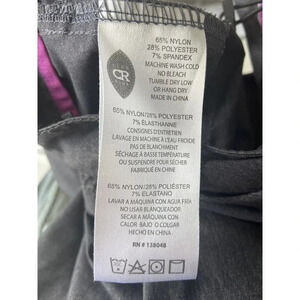 CR
65% NYLON
28% POLYESTER
7% SPANDEX
MACHINE WASH COLD
NO BLEACH
TUMBLE DRY LOW
OR HANG DRY
MADE IN CHINA
65% NYLON/28% POLYESTER
7% ÉLASTHANNE
CONSIGNES D'ENTRETIEN
LAVAGE EN MACHINE À L'EAU FROIDE
PAS DE BLANCHIMENT
SÉCHAGE À BASSE TEMPÉRATURE
OU SUSPENDRE POUR SÉCHER
FABRIQUÉ EN CHINE
65% NYLON/28% POLIÉSTER
7% ELASTANO
LAVAR A MÁQUINA CON AGUA FRÍA
NO USAR BLANQUEADOR
SECAR A MÁQUINA CON
CALOR BAJO O COLGAR
HECHO EN CHINA
RN # 138048